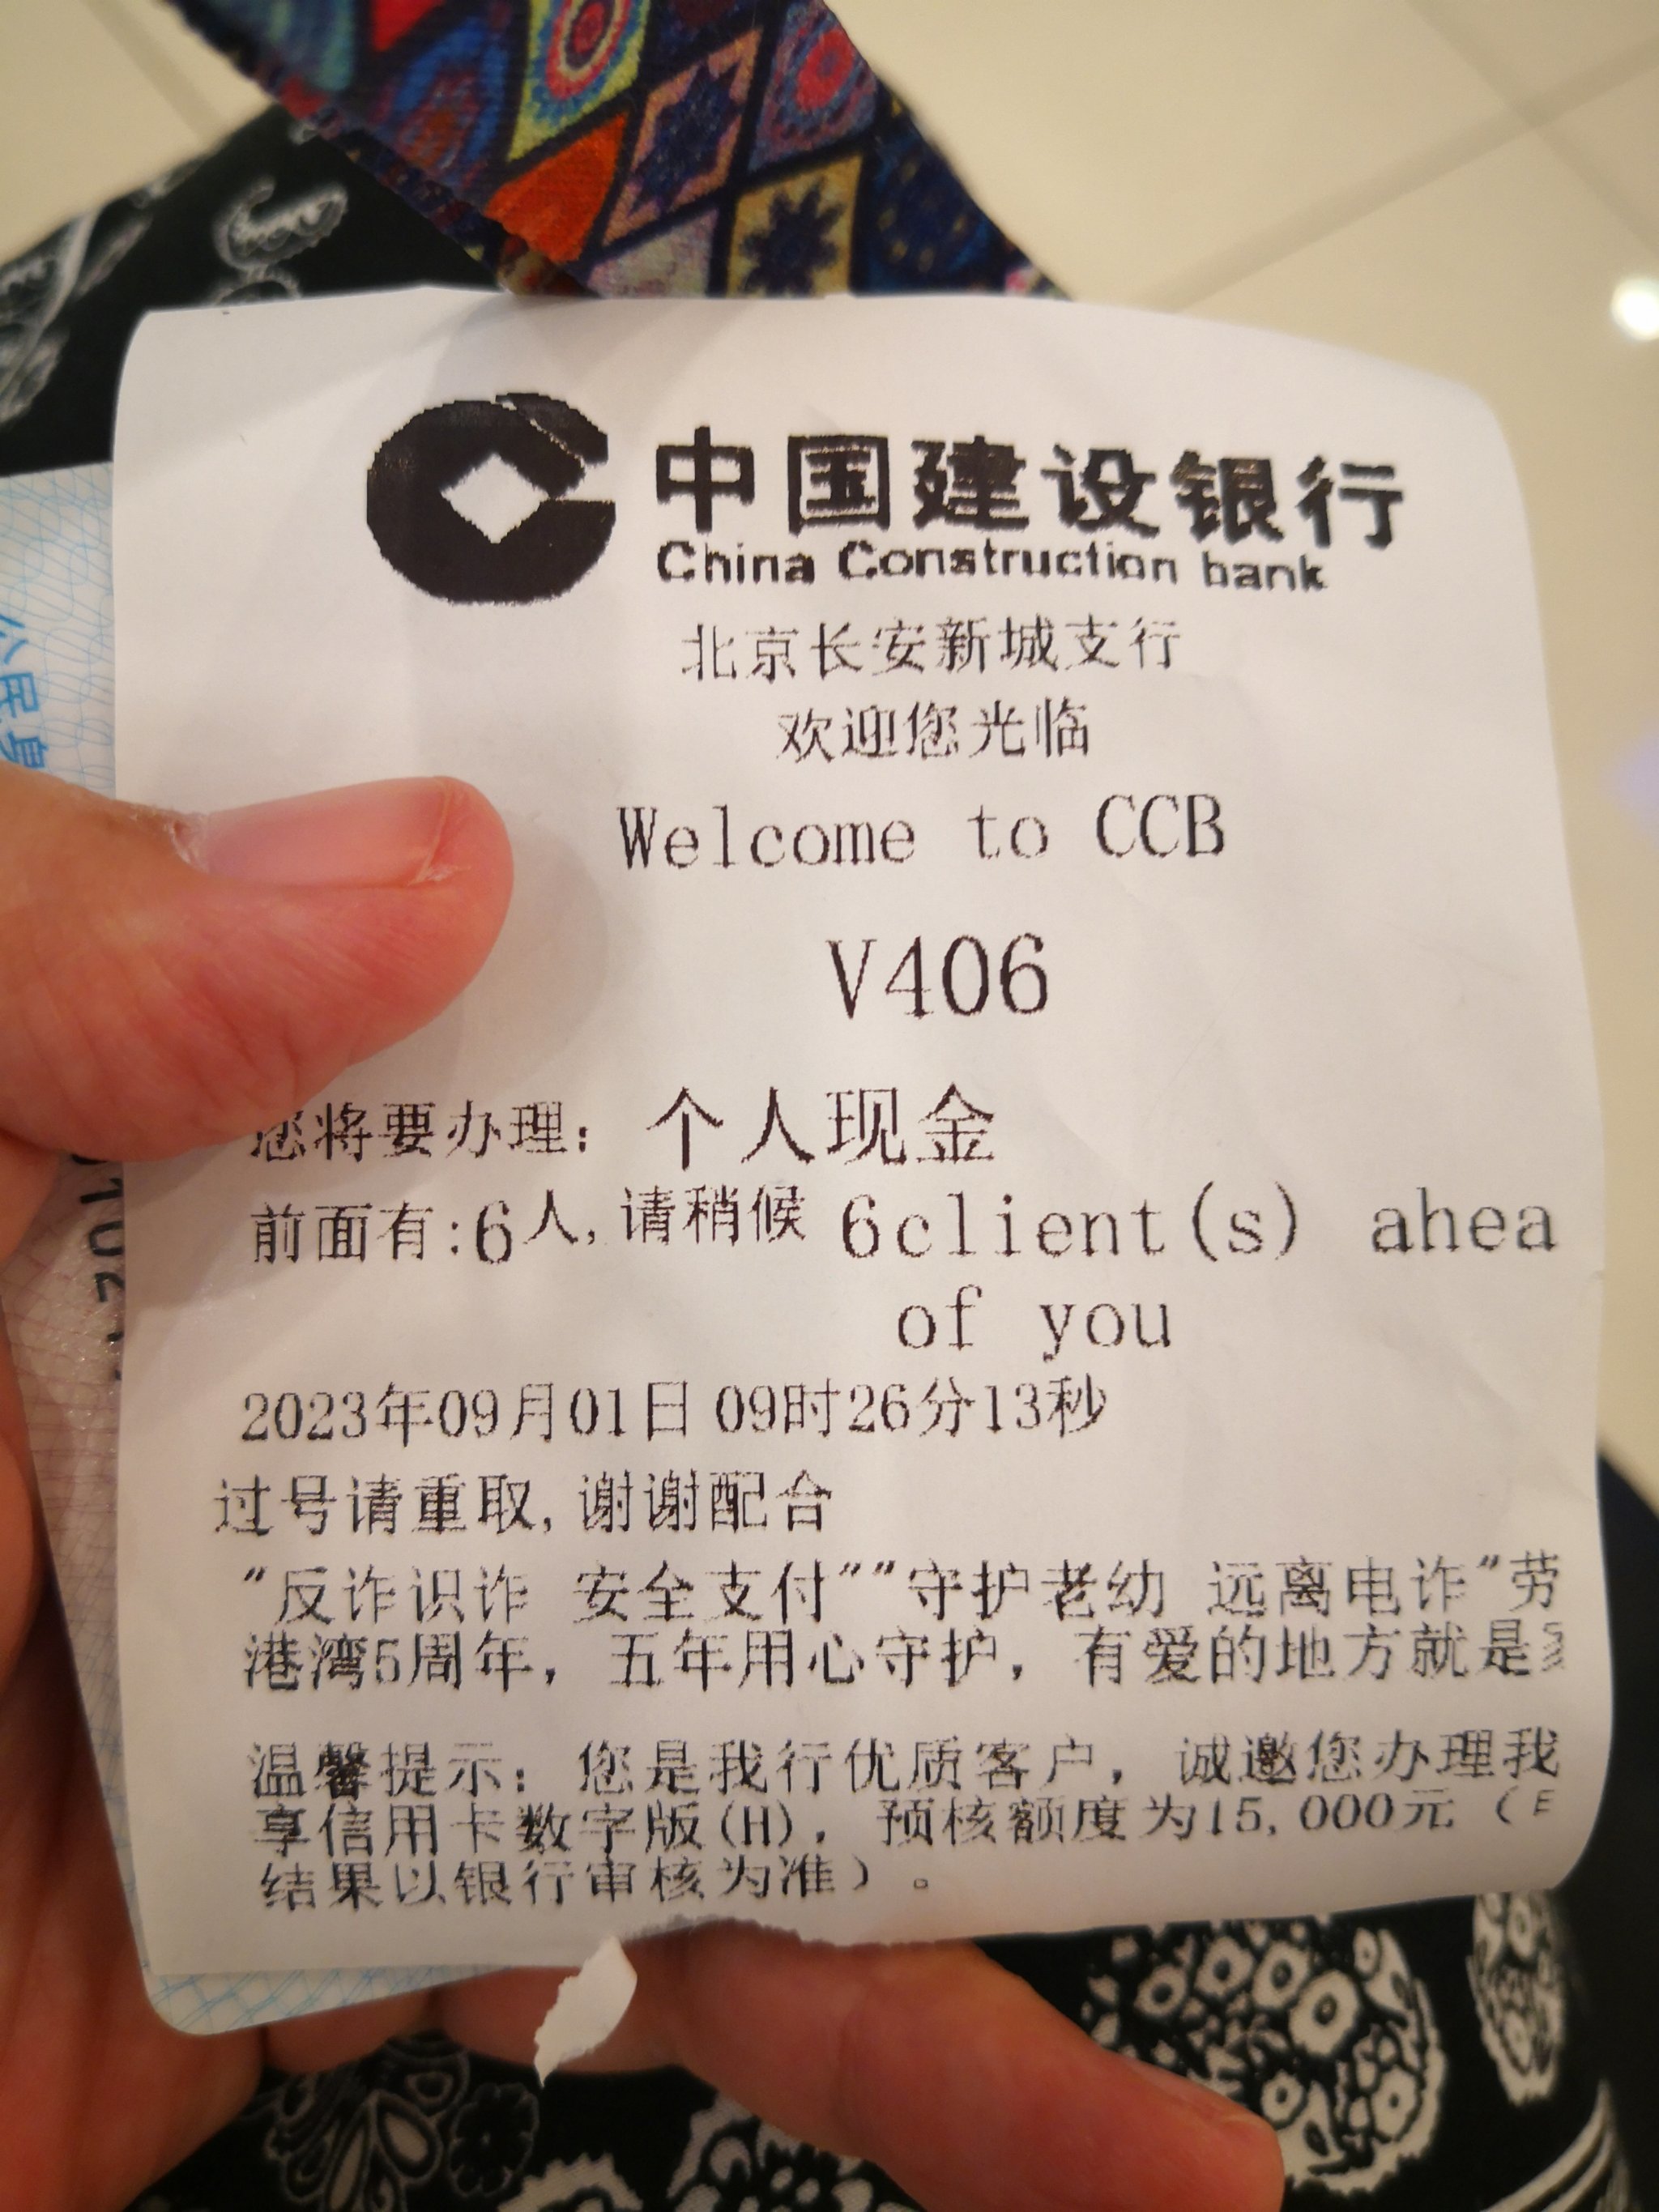 中国建设银行
China Construction bank
北京长安新城支行
欢迎您光临
Welcome to CCB
V406
您将要办理: 个人现金
前面有:6人,请稍候 6client(s) ahea
of you
2023年09月01日 09时26分13秒
过号请重取,谢谢配合
"反诈识诈 安全支付""守护老幼 远离电诈"劳
港湾5周年，五年用心守护，有爱的地方就是
温馨提示：您是我行优质客户，诚邀您办理我
享信用卡数字版(H)，预核额度为15,000元（E
结果以银行审核为准）。
公民身